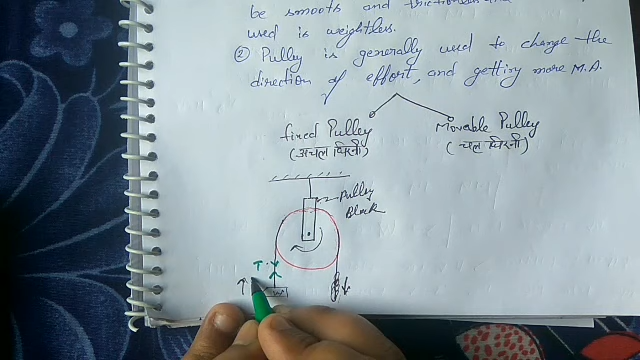 be smooth and frictionless
used is weightless.
② Pulley is generally used to change the
direction of effort, and getting more M.A.
fixed Pulley
Movable Pulley
(अचल घिरनी)
(चल घिरनी)
Pulley
Block
T
W